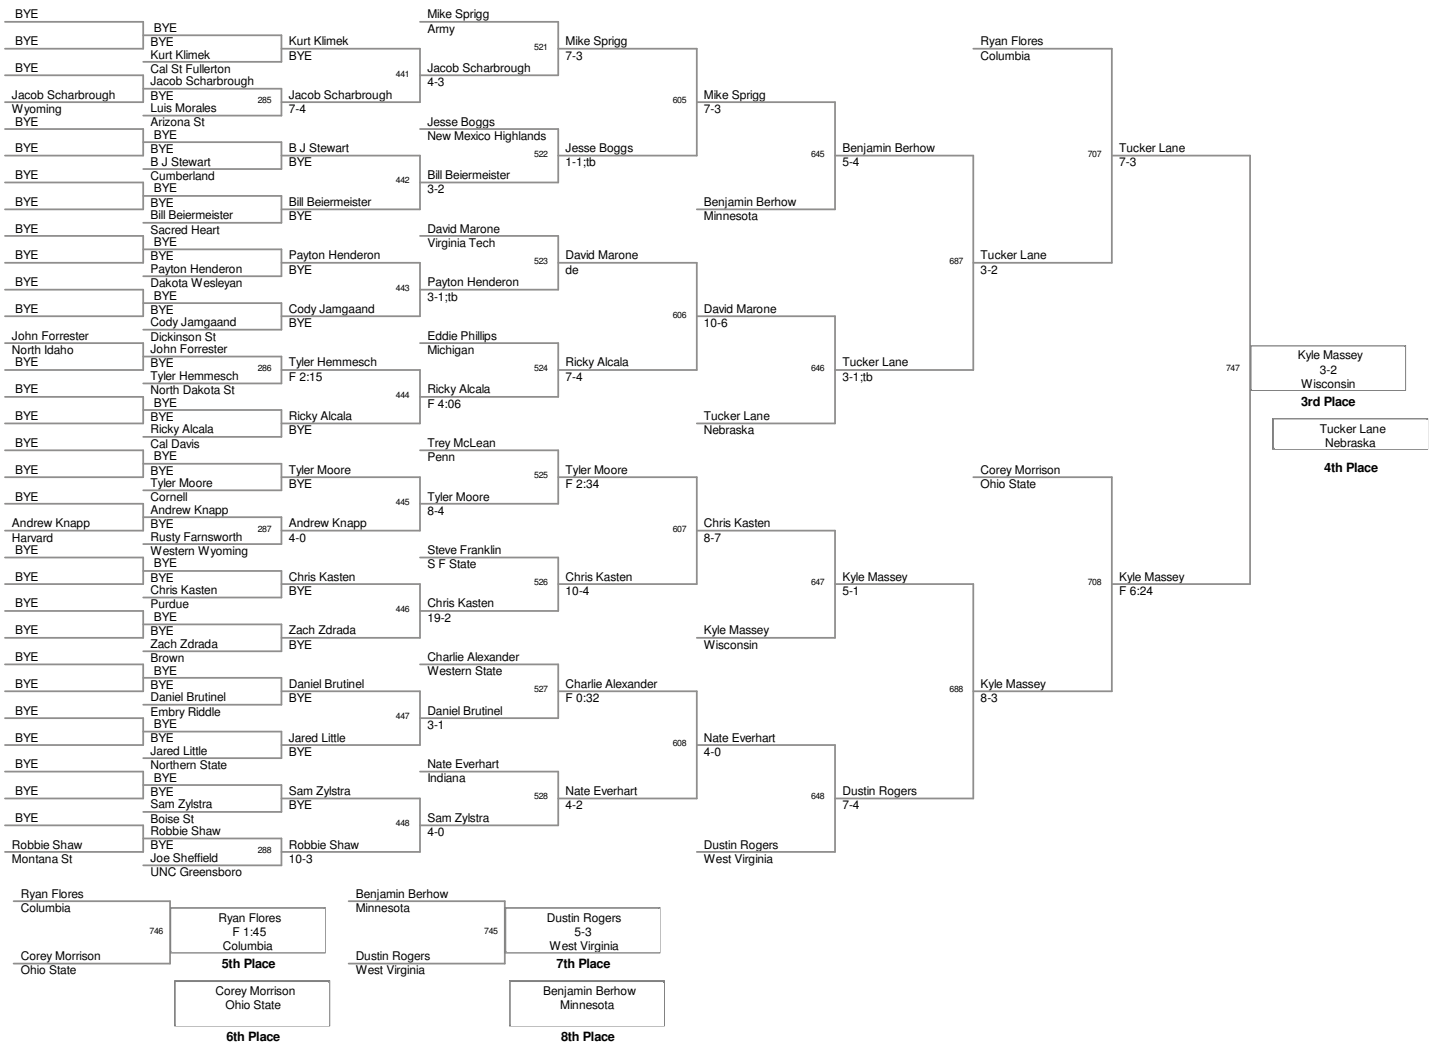 BYE
BYE
BYE
Jacob Scarbrough
Wyoming
BYE
BYE
BYE
BYE
BYE
BYE
BYE
BYE
John Forrester
North Idaho
BYE
BYE
BYE
BYE
BYE
BYE
Andrew Knapp
Harvard
BYE
BYE
BYE
BYE
BYE
BYE
BYE
BYE
BYE
BYE
BYE
Robbie Shaw
Montana St
BYE
BYE
Kurt Klimek
Cal St Fullerton
Jacob Scharbrough
BYE
285
Luis Morales
Arizona St
BYE
BYE
B J Stewart
Cumberland
BYE
BYE
Bill Beiermeister
Sacred Heart
BYE
BYE
Payton Henderon
Dakota Wesleyan
BYE
BYE
Cody Jamgaand
Dickinson St
John Forrester
BYE
286
Tyler Hemmesch
North Dakota St
BYE
BYE
Ricky Alcala
Cal Davis
BYE
BYE
Tyler Moore
Cornell
Andrew Knapp
BYE
287
Rusty Farnsworth
Western Wyoming
BYE
BYE
Chris Kasten
Purdue
BYE
BYE
Zach Zdrada
Brown
BYE
BYE
Daniel Brutinel
Embry Riddle
BYE
BYE
Jared Little
Northern State
BYE
BYE
Sam Zylstra
Boise St
Robbie Shaw
BYE
288
Joe Sheffield
UNC Greensboro
Kurt Klimek
BYE
441
Jacob Scharbrough
7-4
B J Stewart
BYE
442
Bill Beiermeister
BYE
Payton Henderon
BYE
443
Cody Jamgaand
BYE
Tyler Hemmesch
F 2:15
444
Ricky Alcala
BYE
Tyler Moore
BYE
445
Andrew Knapp
4-0
Chris Kasten
BYE
446
Zach Zdrada
BYE
Daniel Brutinel
BYE
447
Jared Little
BYE
Sam Zylstra
BYE
448
Robbie Shaw
10-3
Mike Sprigg
Army
521
Jacob Scharbrough
4-3
Jesse Boggs
New Mexico Highlands
522
Bill Beiermeister
3-2
David Marone
Virginia Tech
523
Payton Henderon
3-1;tb
Eddie Phillips
Michigan
524
Ricky Alcala
F 4:06
Trey McLean
Penn
525
Tyler Moore
8-4
Steve Franklin
S F State
526
Chris Kasten
19-2
Charlie Alexander
Western State
527
Daniel Brutinel
3-1
Nate Everhart
Indiana
528
Sam Zylstra
4-0
Mike Sprigg
7-3
605
Jesse Boggs
1-1;tb
David Marone
de
606
Ricky Alcala
7-4
Tyler Moore
F 2:34
607
Chris Kasten
10-4
Charlie Alexander
F 0:32
608
Nate Everhart
4-2
Mike Sprigg
7-3
645
Benjamin Berhow
Minnesota
David Marone
10-6
646
Tucker Lane
Nebraska
Chris Kasten
8-7
647
Kyle Massey
Wisconsin
Nate Everhart
4-0
648
Dustin Rogers
West Virginia
Benjamin Berhow
5-4
687
Tucker Lane
3-1;tb
Kyle Massey
5-1
688
Dustin Rogers
7-4
Ryan Flores
Columbia
707
Tucker Lane
3-2
Corey Morrison
Ohio State
708
Kyle Massey
8-3
Tucker Lane
7-3
747
Kyle Massey
F 6:24
Kyle Massey
3-2
Wisconsin
3rd Place
Tucker Lane
Nebraska
4th Place
Ryan Flores
Columbia
746
Corey Morrison
Ohio State
Ryan Flores
F 1:45
Columbia
5th Place
Corey Morrison
Ohio State
6th Place
Benjamin Berhow
Minnesota
745
Dustin Rogers
West Virginia
Dustin Rogers
5-3
West Virginia
7th Place
Benjamin Berhow
Minnesota
8th Place